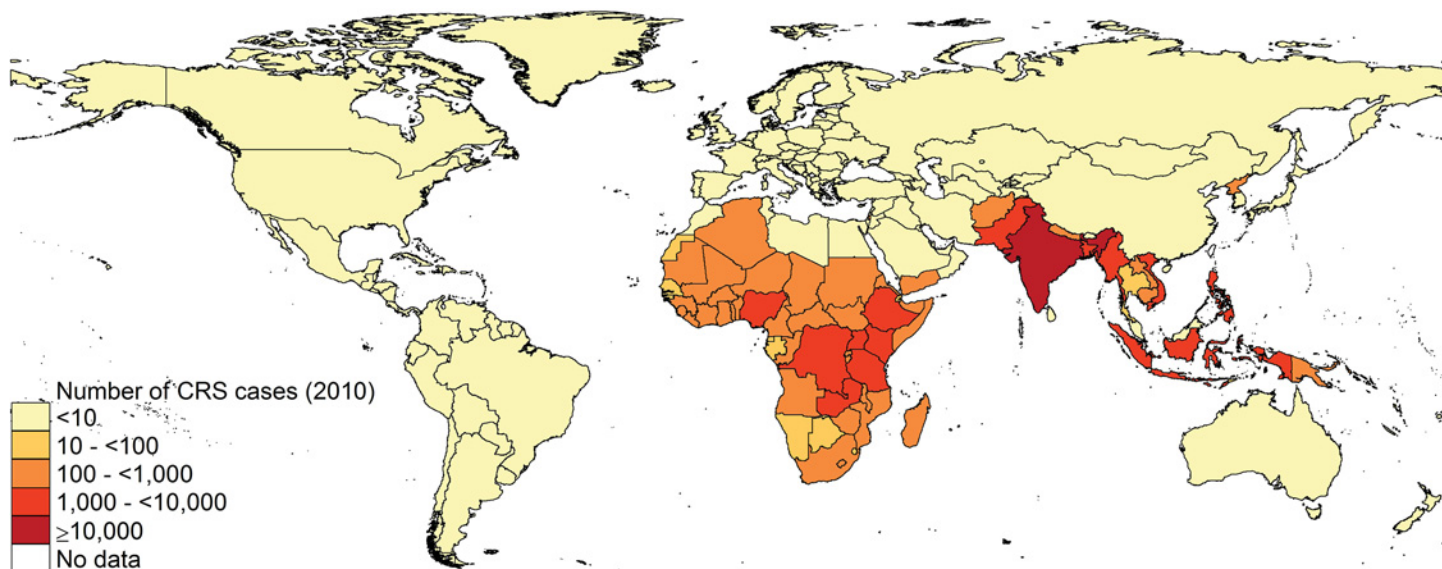 Number of CRS cases (2010)
<10
10 - <100
100 - <1,000
1,000 - <10,000
≥10,000
No data